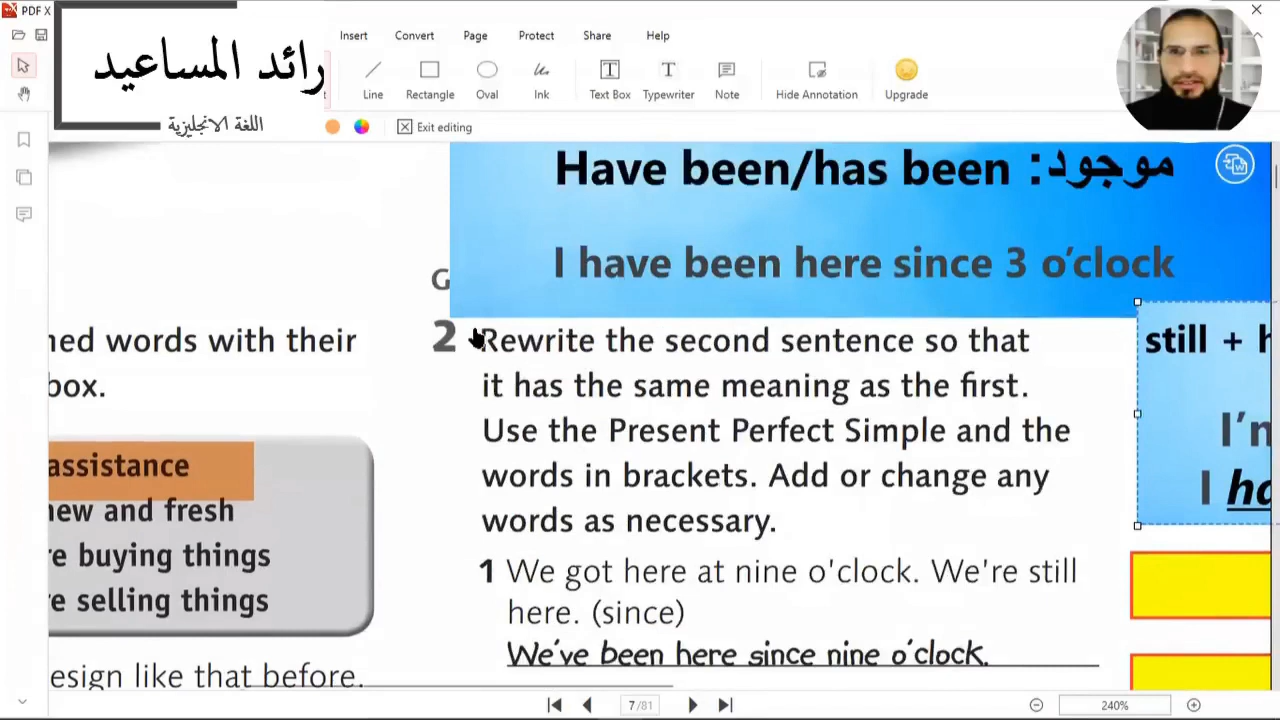 PDF X
رائد المساعيد
اللغة الانجليزية
Insert Convert Page Protect Share Help
Line Rectangle Oval Ink Text Box Typewriter Note Hide Annotation Upgrade
Exit editing
Have been/has been : موجود
I have been here since 3 o'clock
G
2 Rewrite the second sentence so that
it has the same meaning as the first.
Use the Present Perfect Simple and the
words in brackets. Add or change any
words as necessary.
1 We got here at nine o'clock. We're still
here. (since)
We've been here since nine o'clock.
ned words with their
box.
assistance
new and fresh
re buying things
re selling things
esign like that before.
still + h
I'm
I ha
7/81
240%